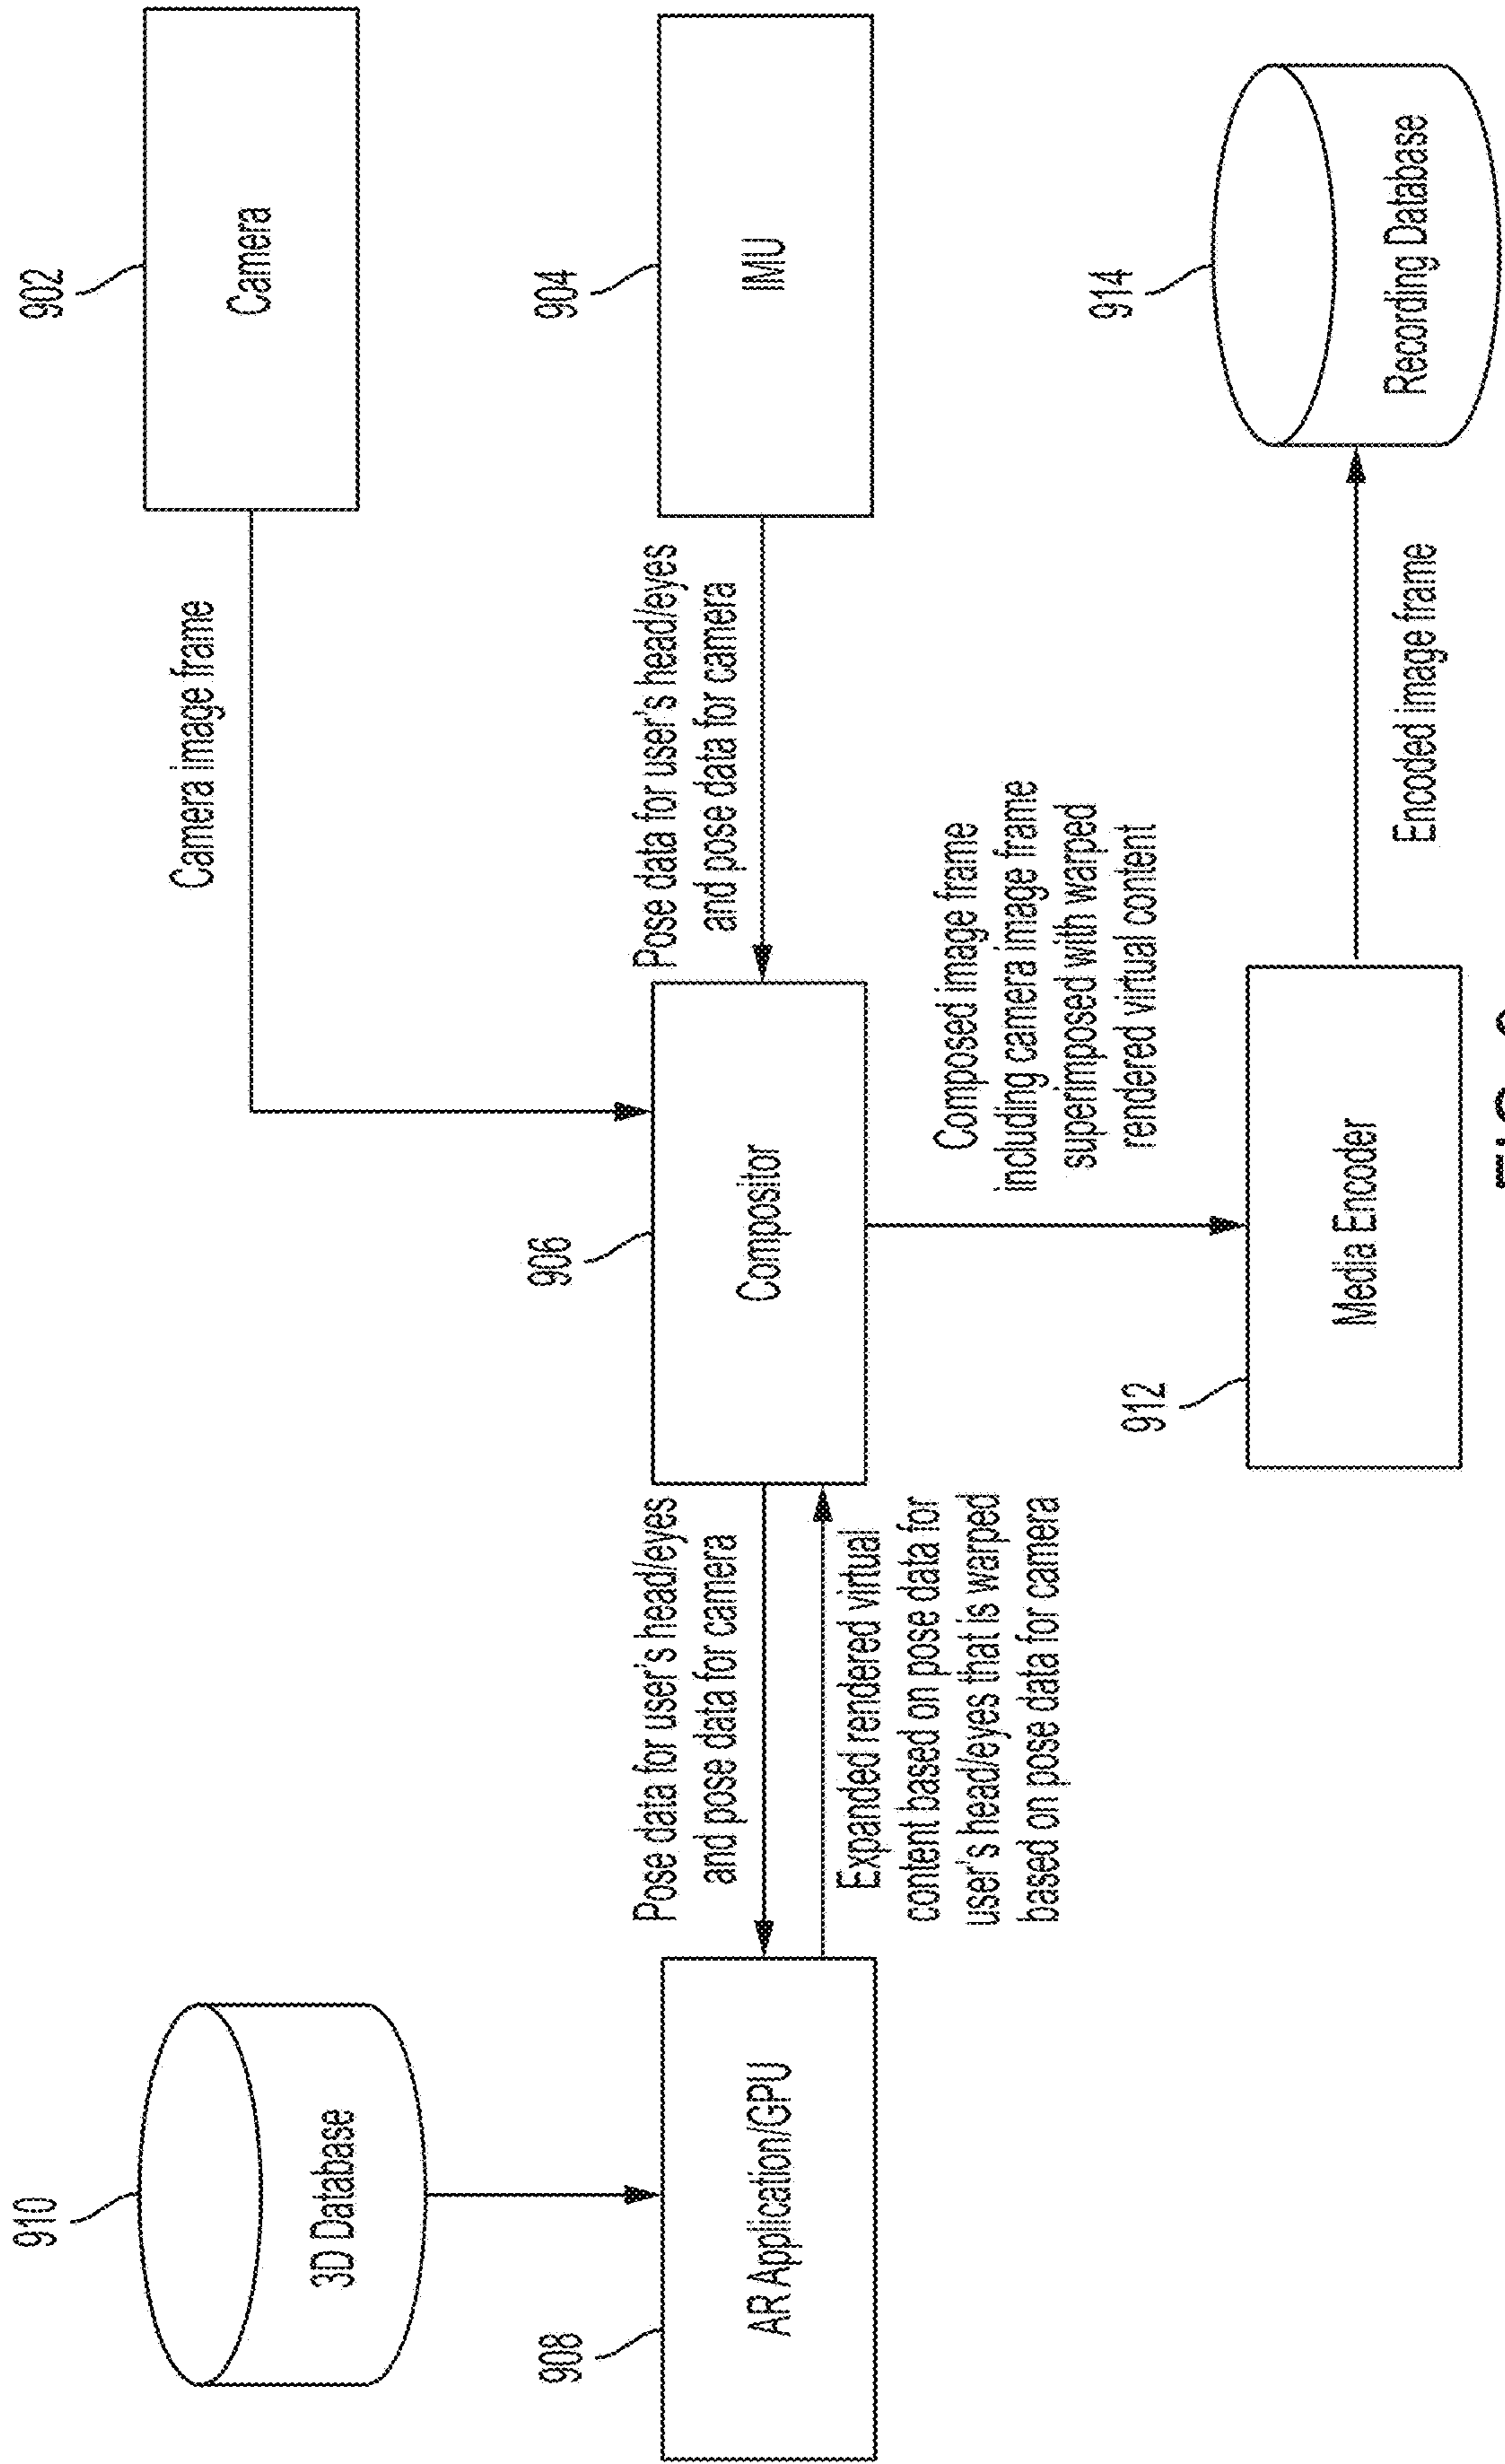 910
902
Camera image frame
Camera
3D Database
908
906
904
Pose data for user's head/eyes
and pose data for camera
Pose data for user's head/eyes
and pose data for camera
AR Application/GPU
Compositor
IMU
Expanded rendered virtual
content based on pose data for
user's head/eyes that is warped
based on pose data for camera
Composed image frame
including camera image frame
superimposed with warped
rendered virtual content
912
914
Media Encoder
Encoded image frame
Recording Database